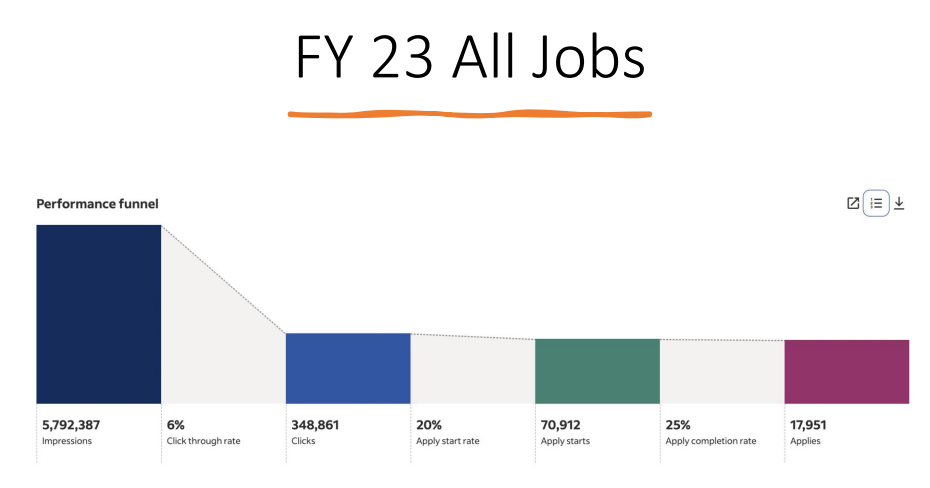 FY 23 All Jobs
Performance funnel
5,792,387
Impressions
6%
Click through rate
348,861
Clicks
20%
Apply start rate
70,912
Apply starts
25%
Apply completion rate
17,951
Applies